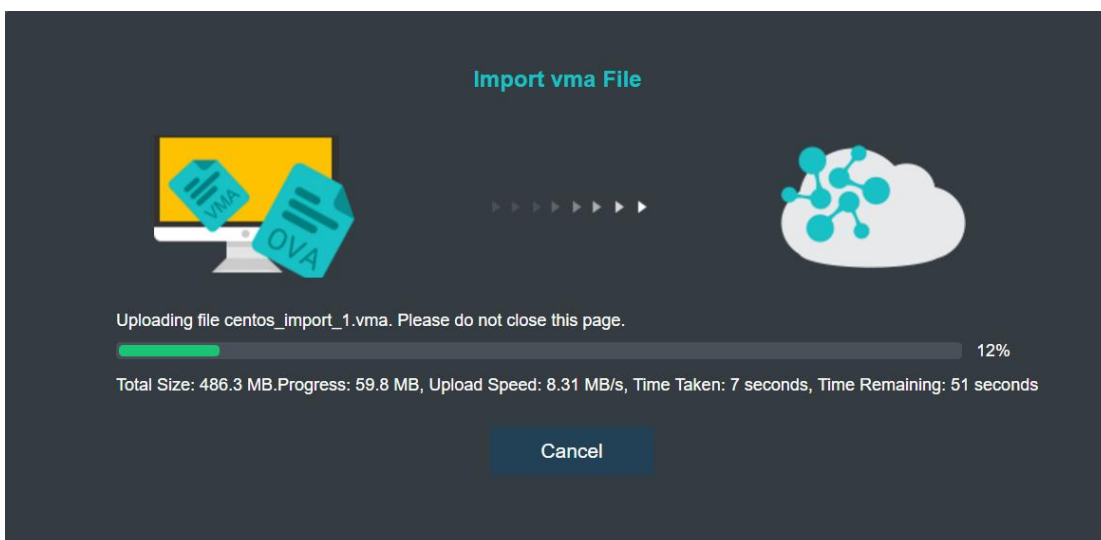 Import vma File
VMA
OVA
Uploading file centos_import_1.vma. Please do not close this page.
12%
Total Size: 486.3 MB.Progress: 59.8 MB, Upload Speed: 8.31 MB/s, Time Taken: 7 seconds, Time Remaining: 51 seconds
Cancel